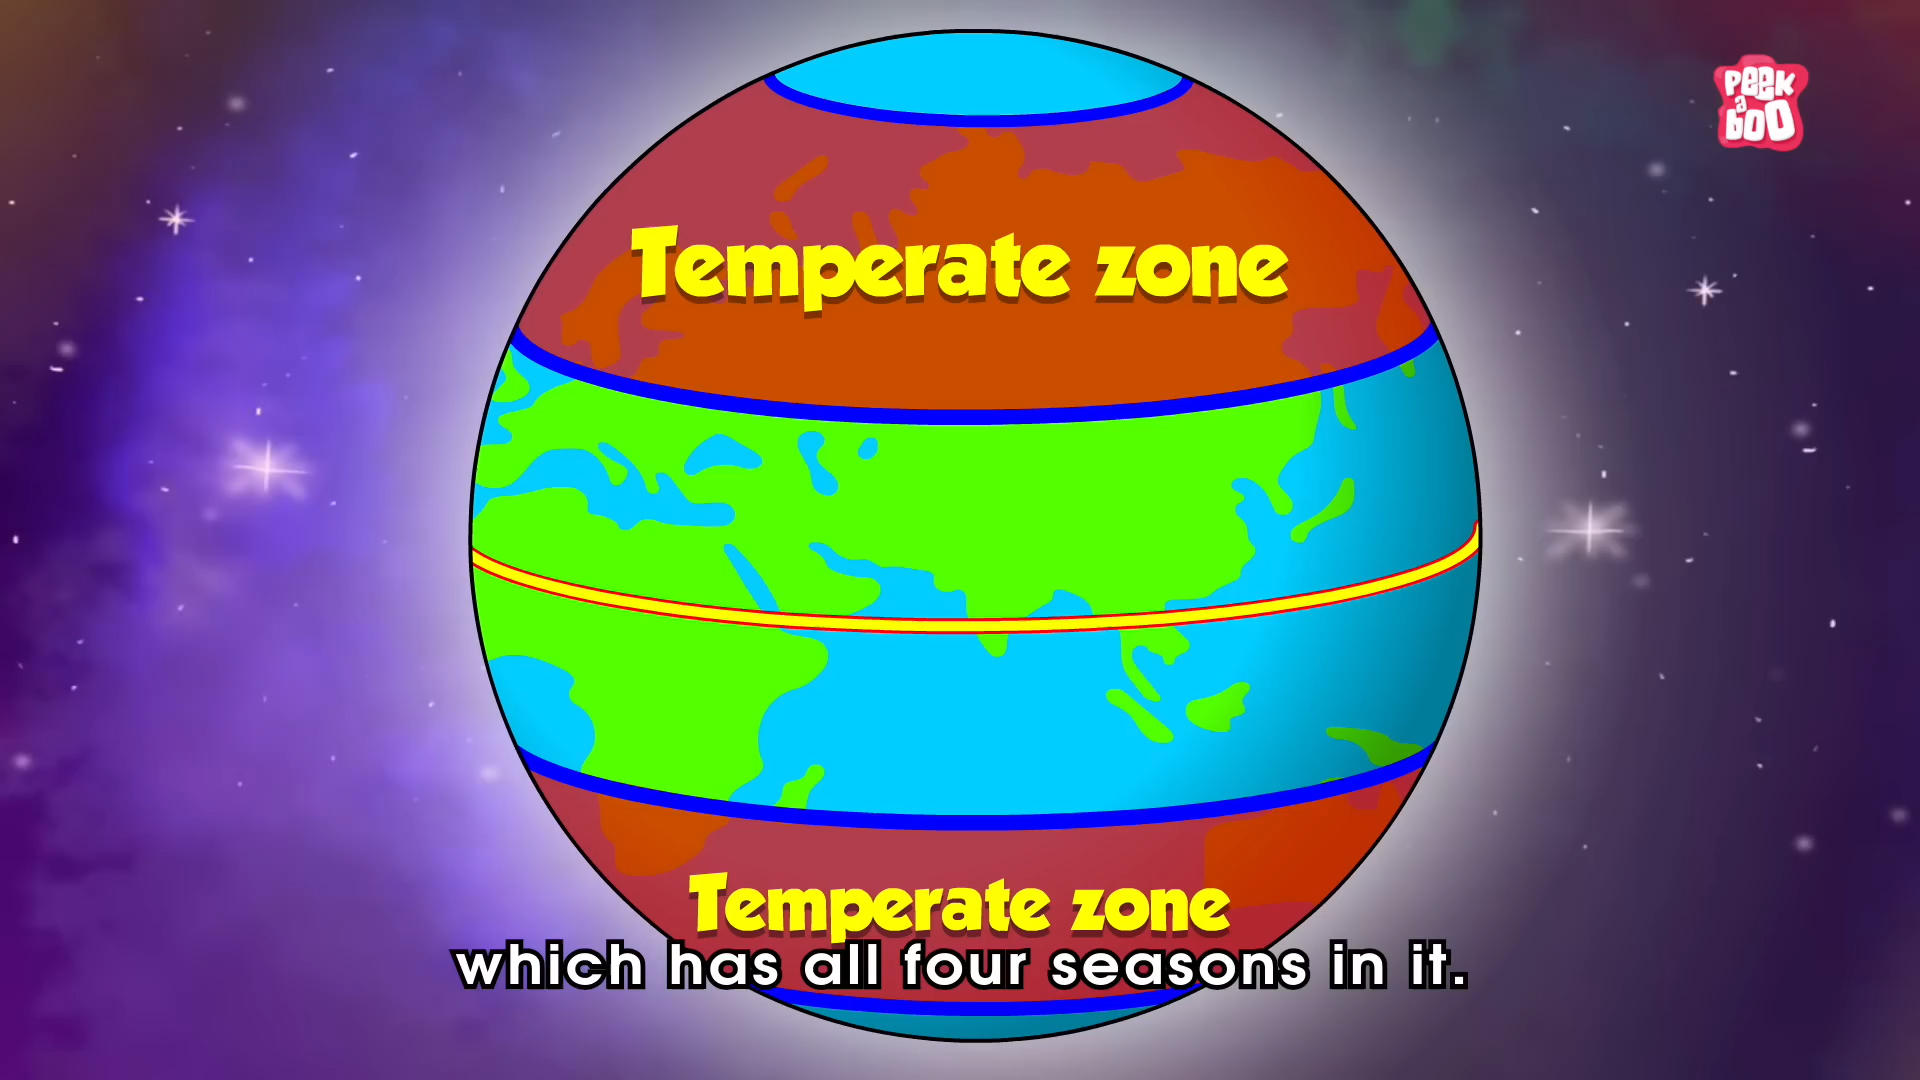 PEEK
a
boo
Temperate zone
Temperate zone
which has all four seasons in it.